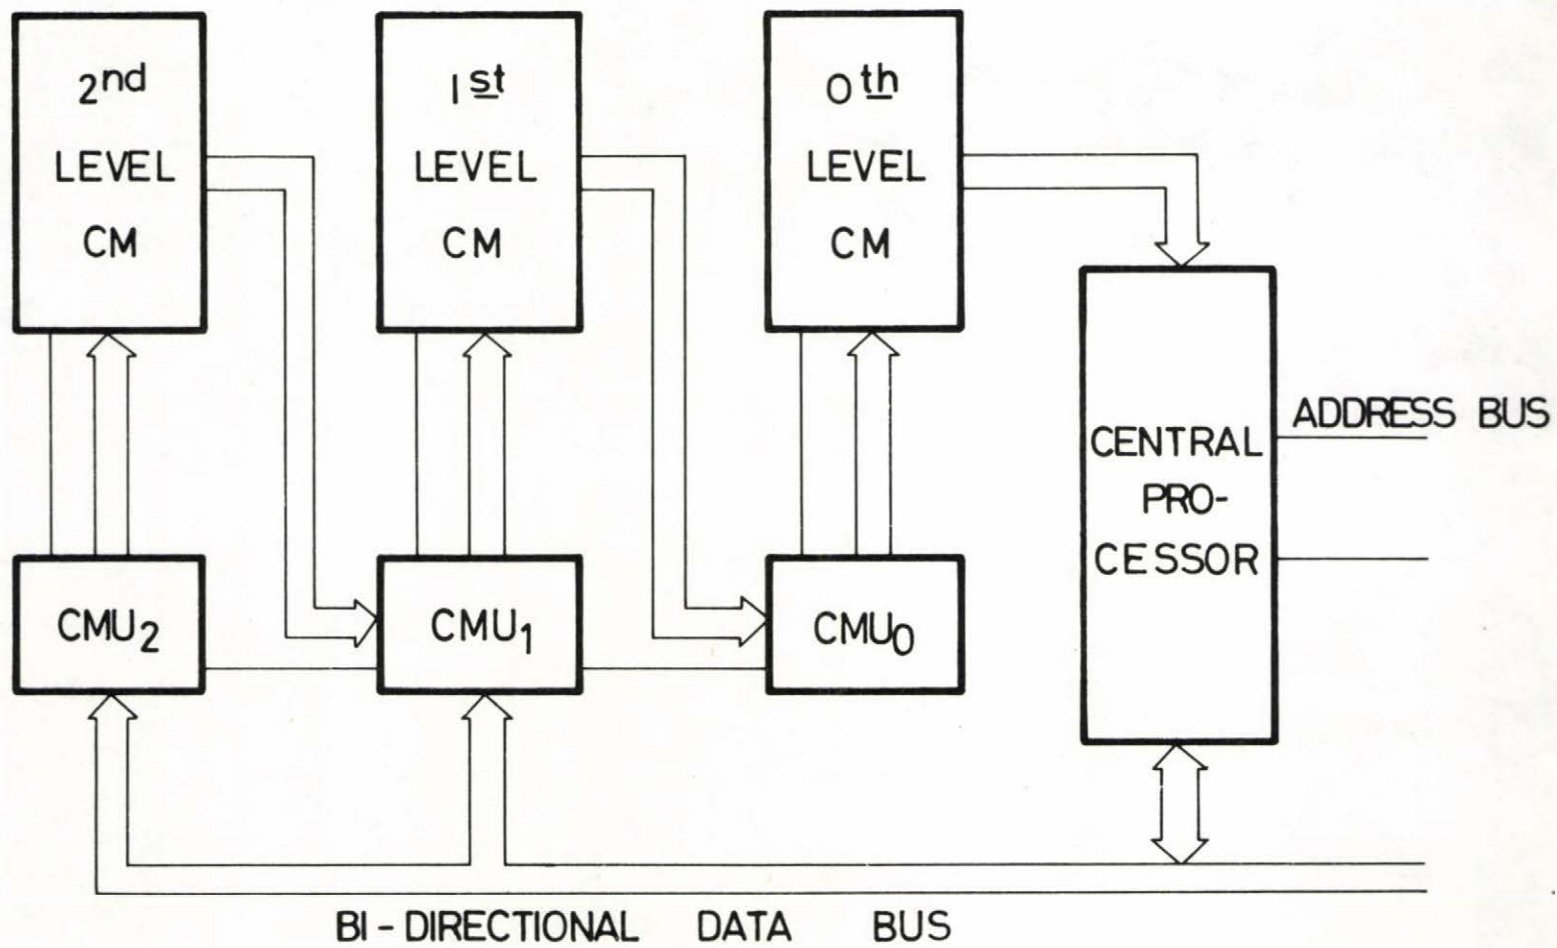 2nd
LEVEL
CM
1st
LEVEL
CM
0th
LEVEL
CM
CENTRAL
PRO-
CESSOR
ADDRESS BUS
CMU2
CMU1
CMU0
BI-DIRECTIONAL DATA BUS